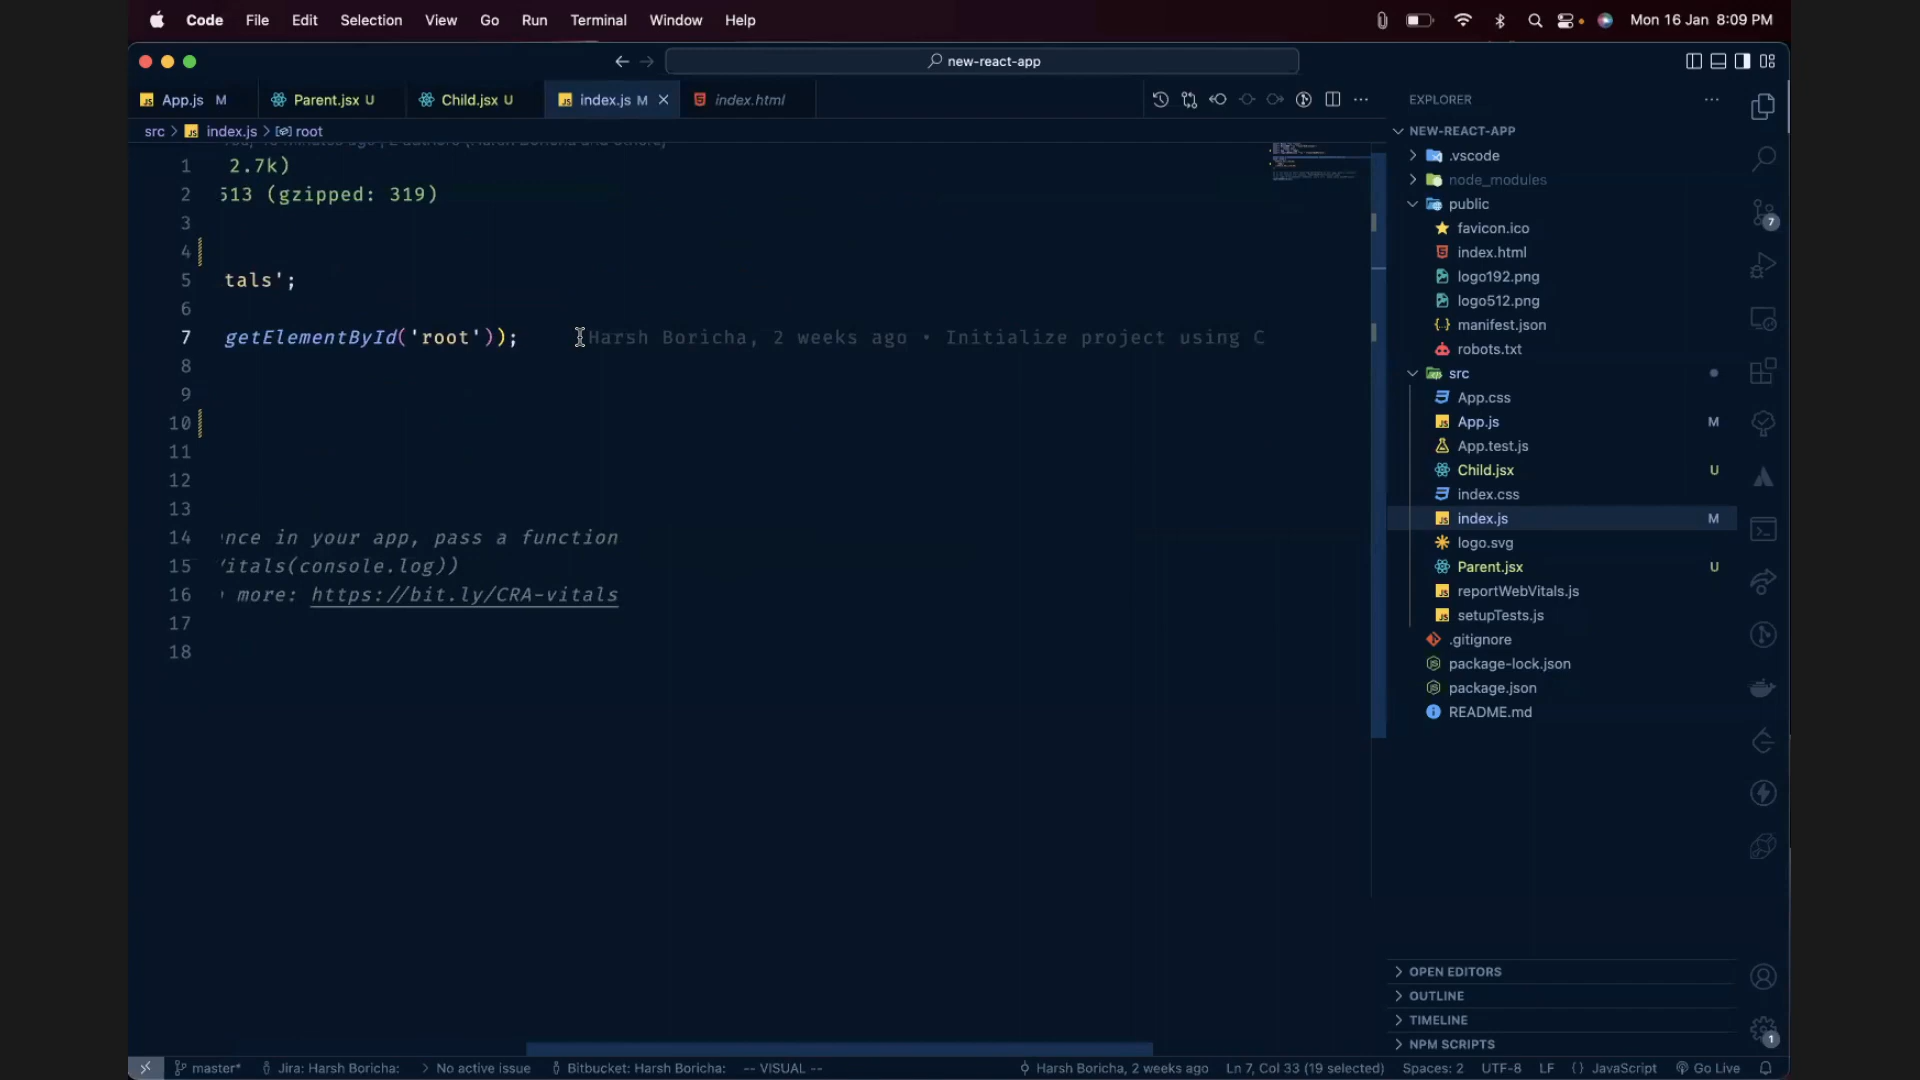 Code File Edit Selection View Go Run Terminal Window Help Mon 16 Jan 8:09 PM
new-react-app
App.js M Parent.jsx U Child.jsx U index.js M index.html
EXPLORER
src > index.js > root
NEW-REACT-APP
1 2.7k)
2 513 (gzipped: 319)
3
4
5 tals';
6
7 getElementById('root')); Harsh Boricha, 2 weeks ago • Initialize project using C
8
9
10
11
12
13
14 ance in your app, pass a function
15 Vitals(console.log))
16 more: https://bit.ly/CRA-vitals
17
18
.vscode
node_modules
public
favicon.ico
index.html
logo192.png
logo512.png
manifest.json
robots.txt
src
App.css
App.js M
App.test.js
Child.jsx U
index.css
index.js M
logo.svg
Parent.jsx U
reportWebVitals.js
setupTests.js
.gitignore
package-lock.json
package.json
README.md
7
OPEN EDITORS
OUTLINE
TIMELINE
NPM SCRIPTS
1
master* Jira: Harsh Boricha: No active issue Bitbucket: Harsh Boricha: -- VISUAL -- Harsh Boricha, 2 weeks ago Ln 7, Col 33 (19 selected) Spaces: 2 UTF-8 LF {} JavaScript Go Live